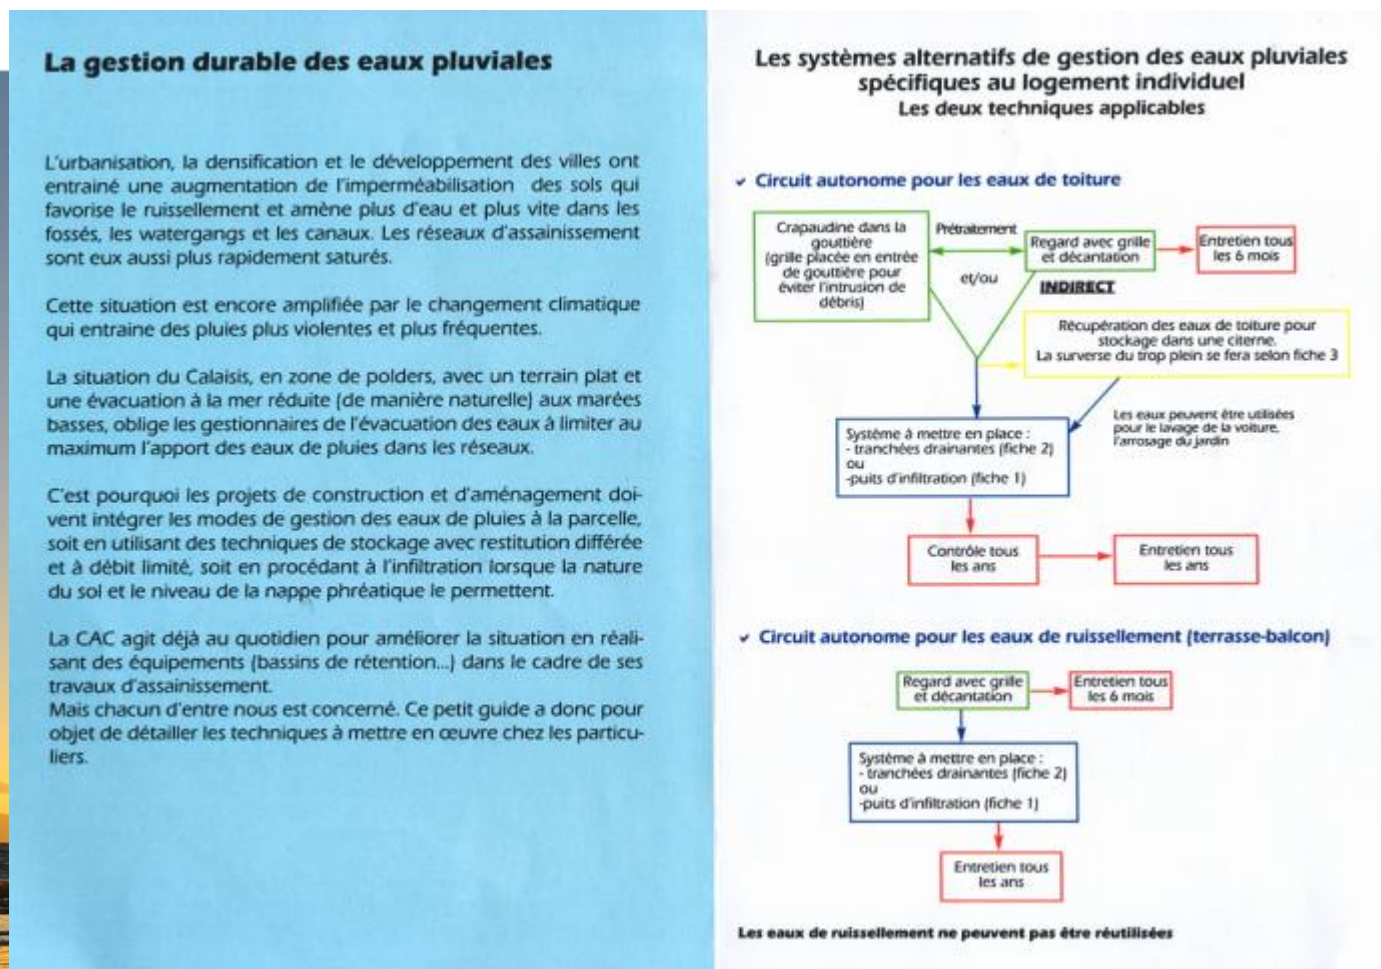 La gestion durable des eaux pluviales
L'urbanisation, la densification et le développement des villes ont
entrainé une augmentation de l'imperméabilisation des sols qui
favorise le ruissellement et amène plus d'eau et plus vite dans les
fossés, les watergangs et les canaux. Les réseaux d'assainissement
sont eux aussi plus rapidement saturés.
Cette situation est encore amplifiée par le changement climatique
qui entraine des pluies plus violentes et plus fréquentes.
La situation du Calaisis, en zone de polders, avec un terrain plat et
une évacuation à la mer réduite (de manière naturelle) aux marées
basses, oblige les gestionnaires de l'évacuation des eaux à limiter au
maximum l'apport des eaux de pluies dans les réseaux.
C'est pourquoi les projets de construction et d'aménagement doi-
vent intégrer les modes de gestion des eaux de pluies à la parcelle,
soit en utilisant des techniques de stockage avec restitution différée
et à débit limité, soit en procédant à l'infiltration lorsque la nature
du sol et le niveau de la nappe phréatique le permettent.
La CAC agit déjà au quotidien pour améliorer la situation en réali-
sant des équipements (bassins de rétention...) dans le cadre de ses
travaux d'assainissement.
Mais chacun d'entre nous est concerné. Ce petit guide a donc pour
objet de détailler les techniques à mettre en œuvre chez les particu-
liers.
Les systèmes alternatifs de gestion des eaux pluviales
spécifiques au logement individuel
Les deux techniques applicables
Circuit autonome pour les eaux de toiture
Crapaudine dans la
gouttière
(grille placée en entrée
de gouttière pour
éviter l'intrusion de
débris)
Prétraitement
et/ou
Regard avec grille
et décantation
Entretien tous
les 6 mois
INDIRECT
Récupération des eaux de toiture pour
stockage dans une citerne.
La surverse du trop plein se fera selon fiche 3
Les eaux peuvent être utilisées
pour le lavage de la voiture,
l'arrosage du jardin
Système à mettre en place :
- tranchées drainantes (fiche 2)
ou
-puits d'infiltration (fiche 1)
Contrôle tous
les ans
Entretien tous
les ans
Circuit autonome pour les eaux de ruissellement (terrasse-balcon)
Regard avec grille
et décantation
Entretien tous
les 6 mois
Système à mettre en place :
- tranchées drainantes (fiche 2)
ou
-puits d'infiltration (fiche 1)
Entretien tous
les ans
Les eaux de ruissellement ne peuvent pas être réutilisées